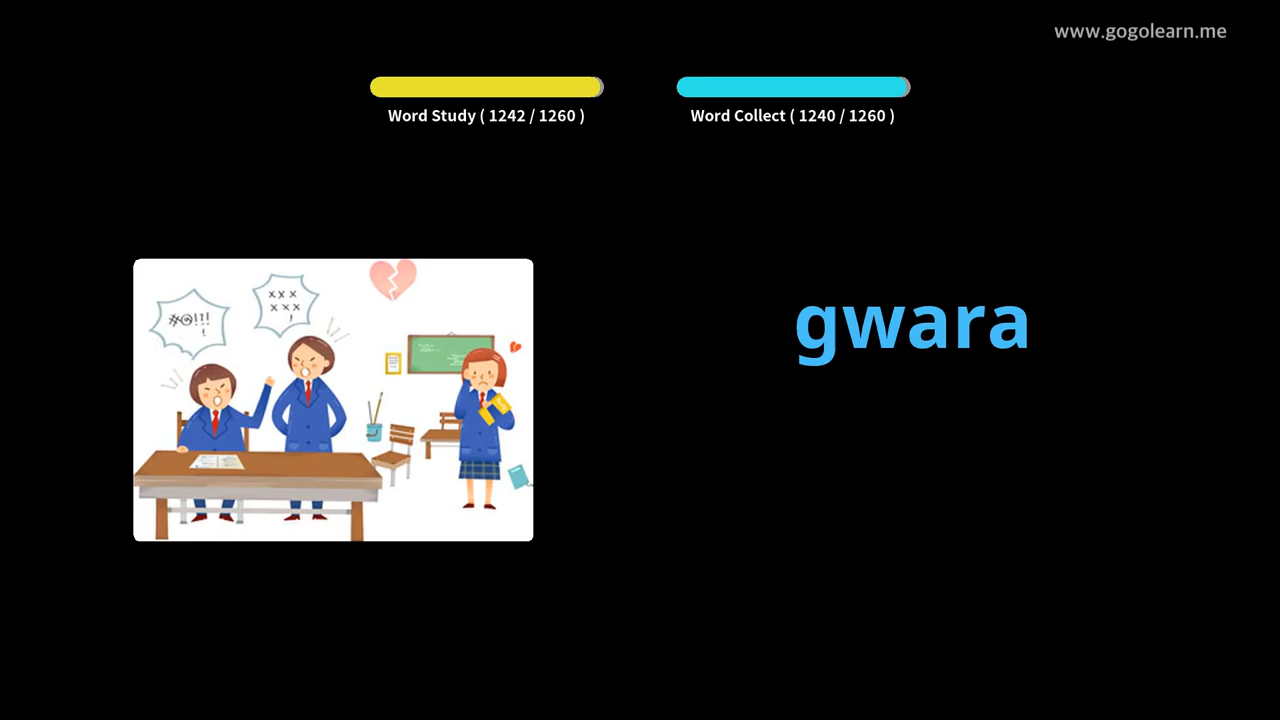 www.gogolearn.me
Word Study ( 1242 / 1260 )
Word Collect ( 1240 / 1260 )
#@!!!
!
x x x
x x x
!
gwara